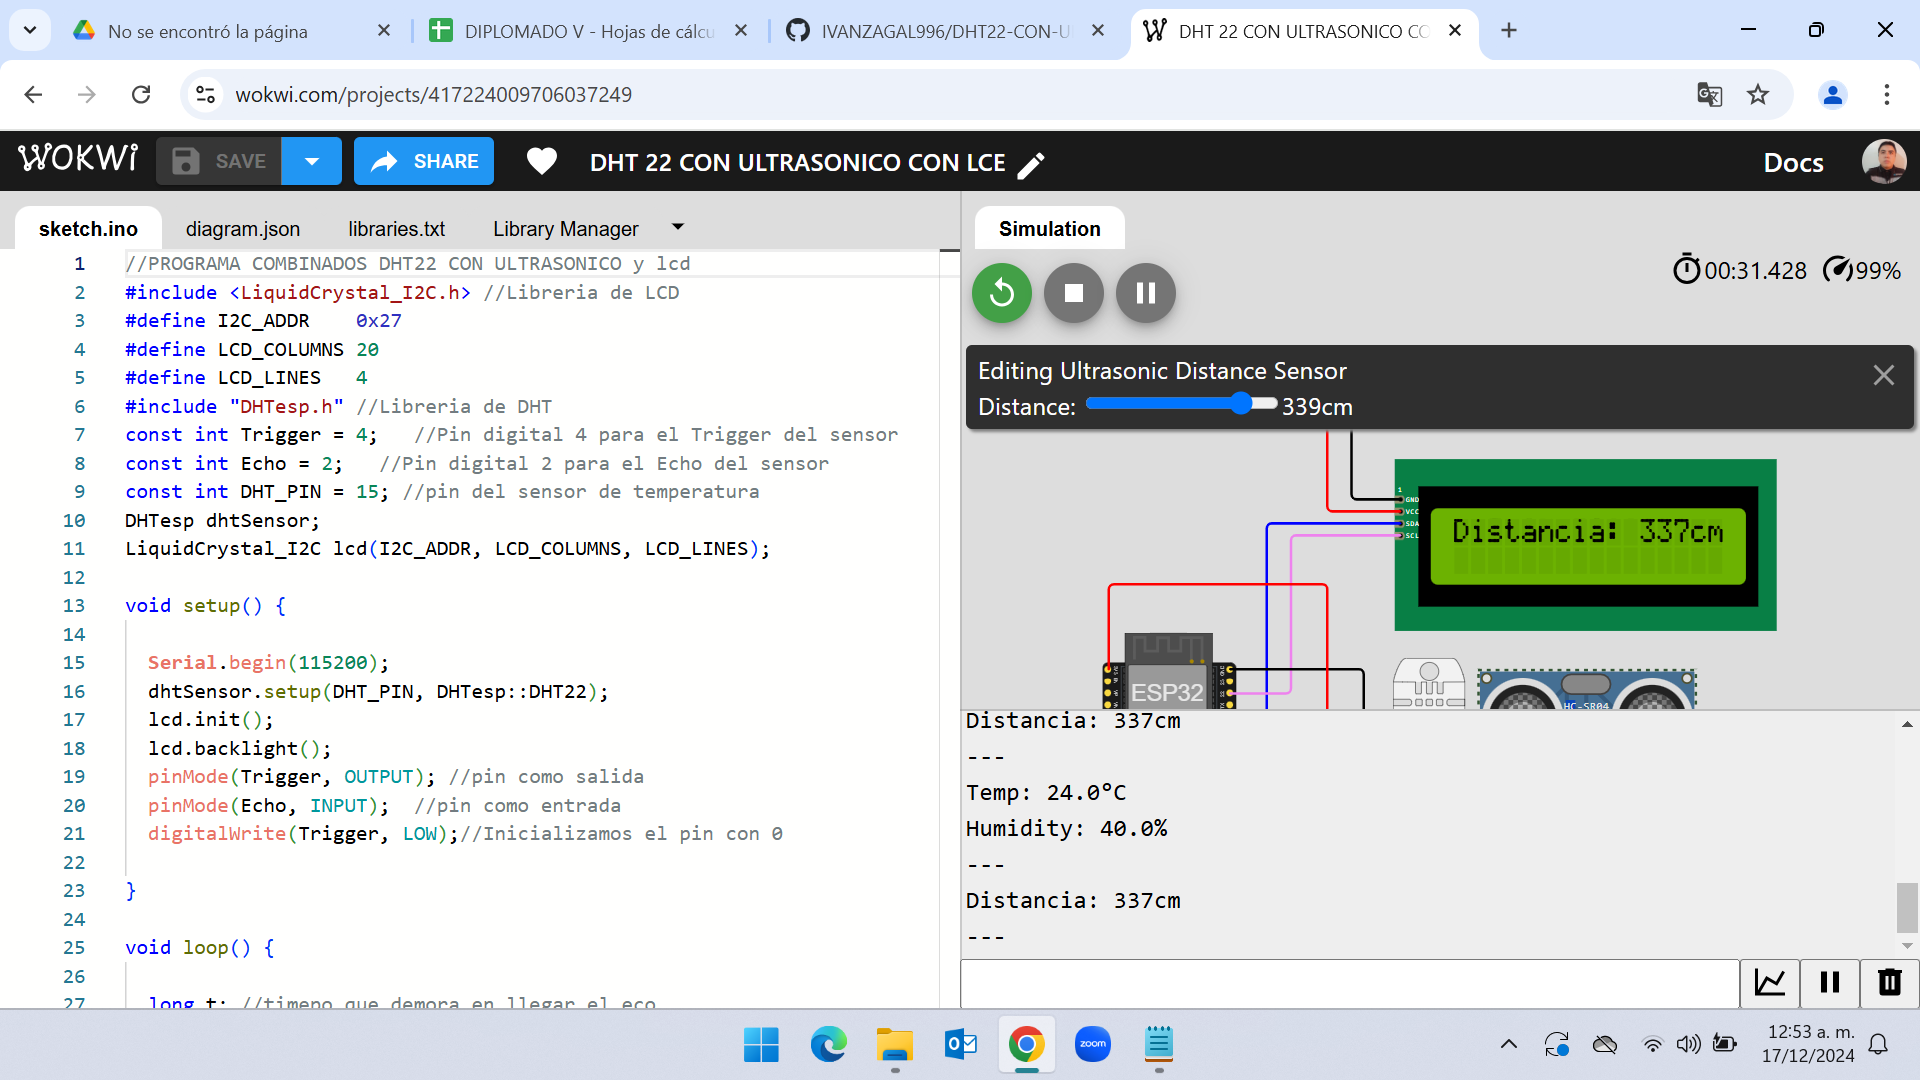 No se encontró la página
DIPLOMADO V - Hojas de cálcu
IVANZAGAL996/DHT22-CON-U
DHT 22 CON ULTRASONICO CO
wokwi.com/projects/417224009706037249
WOKWI
SAVE
SHARE
DHT 22 CON ULTRASONICO CON LCE
Docs
sketch.ino
diagram.json
libraries.txt
Library Manager
1 //PROGRAMA COMBINADOS DHT22 CON ULTRASONICO y lcd
2 #include <LiquidCrystal_I2C.h> //Libreria de LCD
3 #define I2C_ADDR    0x27
4 #define LCD_COLUMNS 20
5 #define LCD_LINES   4
6 #include "DHTesp.h" //Libreria de DHT
7 const int Trigger = 4;   //Pin digital 4 para el Trigger del sensor
8 const int Echo = 2;   //Pin digital 2 para el Echo del sensor
9 const int DHT_PIN = 15; //pin del sensor de temperatura
10 DHTesp dhtSensor;
11 LiquidCrystal_I2C lcd(I2C_ADDR, LCD_COLUMNS, LCD_LINES);
12
13 void setup() {
14
15   Serial.begin(115200);
16   dhtSensor.setup(DHT_PIN, DHTesp::DHT22);
17   lcd.init();
18   lcd.backlight();
19   pinMode(Trigger, OUTPUT); //pin como salida
20   pinMode(Echo, INPUT);  //pin como entrada
21   digitalWrite(Trigger, LOW);//Inicializamos el pin con 0
22
23 }
24
25 void loop() {
26
27   long t; //timepo que demora en llegar el eco
Simulation
00:31.428
99%
Editing Ultrasonic Distance Sensor
Distance:
339cm
1
GND
VCC
SDA
SCL
Distancia: 337cm
ESP32
HC-SR04
Distancia: 337cm
---
Temp: 24.0°C
Humidity: 40.0%
---
Distancia: 337cm
---
zoom
12:53 a. m.
17/12/2024